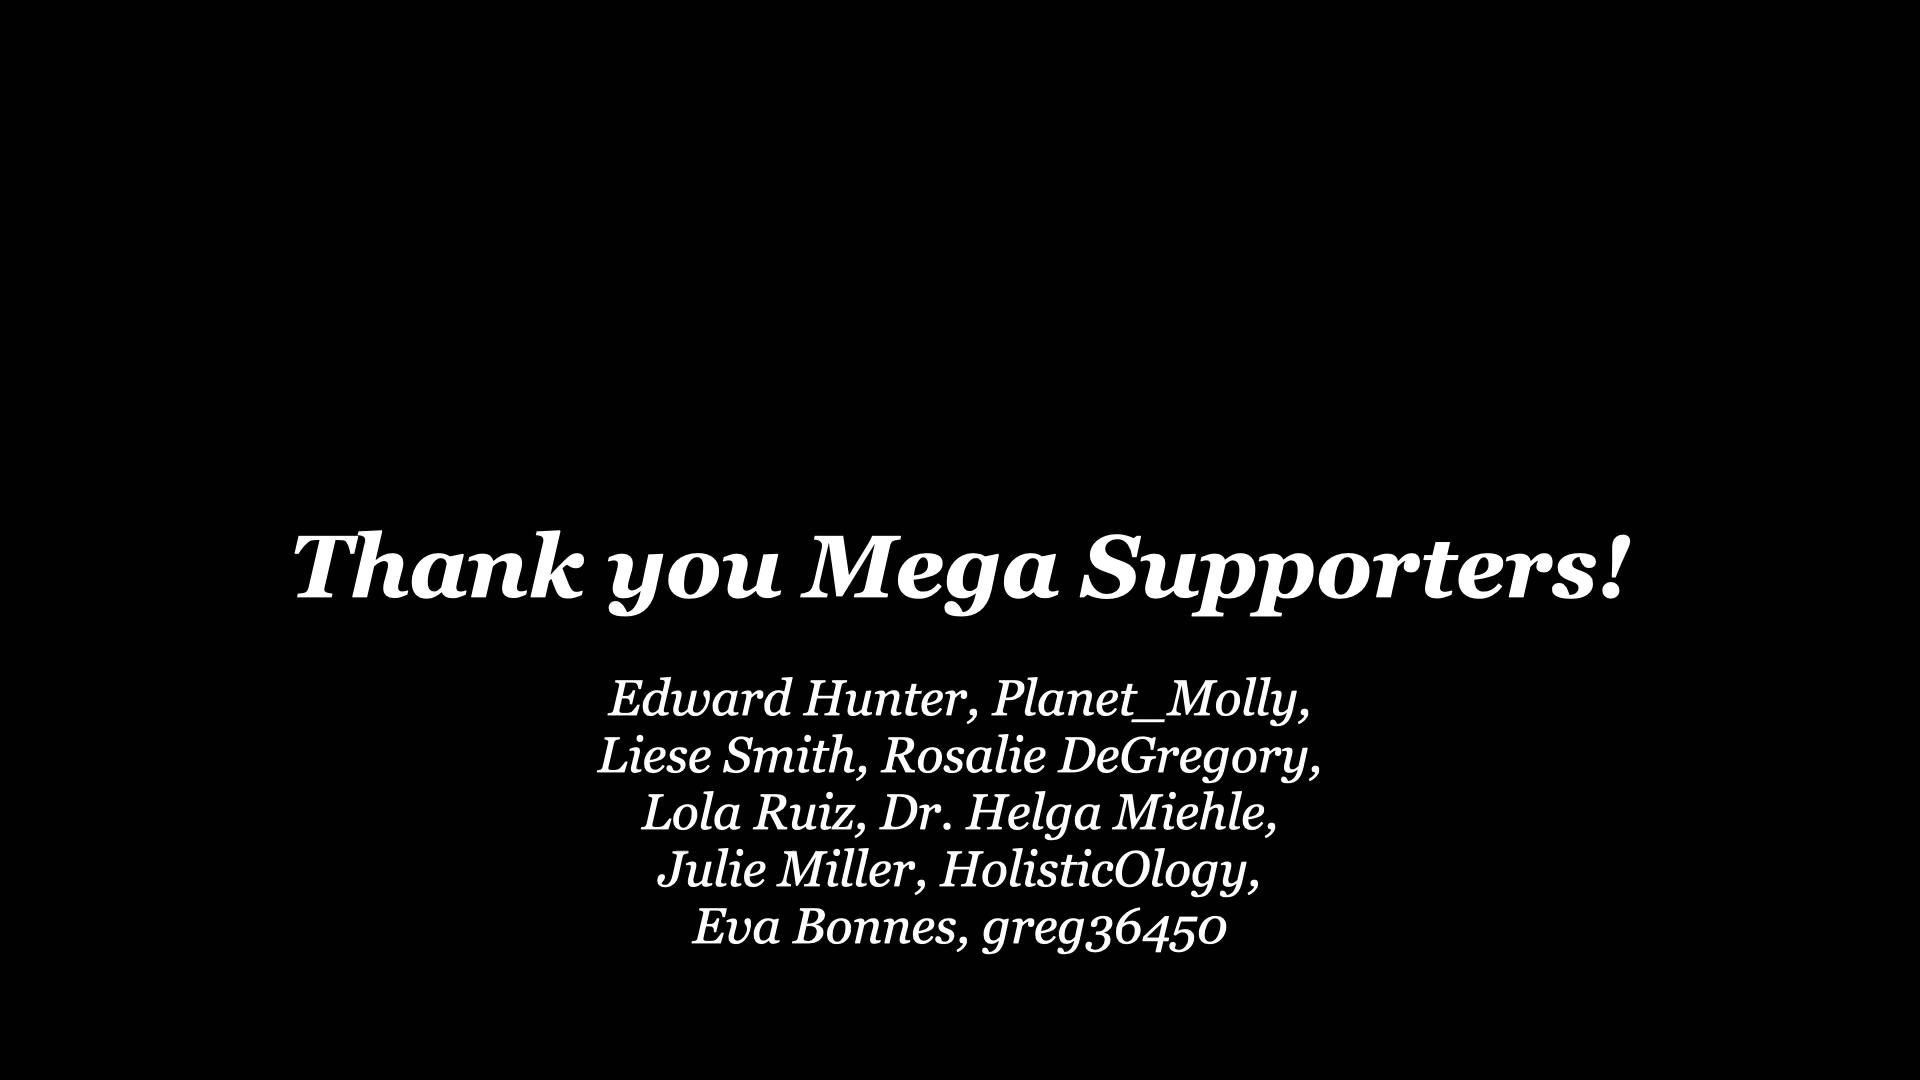 Thank you Mega Supporters!
Edward Hunter, Planet_Molly,
Liese Smith, Rosalie DeGregory,
Lola Ruiz, Dr. Helga Miehle,
Julie Miller, HolisticOlogy,
Eva Bonnes, greg36450